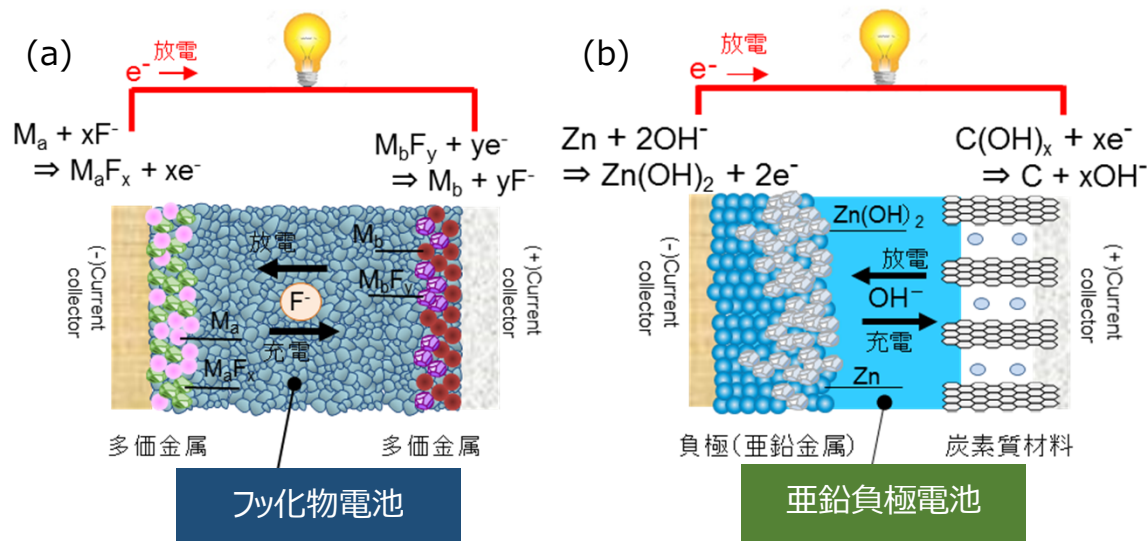 (a)
放電
e⁻
Mₐ + xF⁻
⇒ MₐFₓ + xe⁻
M_bF_y + ye⁻
⇒ M_b + yF⁻
(-)Current
collector
放電
F⁻
充電
Mₐ
MₐFₓ
M_b
M_bF_y
(+)Current
collector
多価金属
多価金属
フッ化物電池
(b)
放電
e⁻
Zn + 2OH⁻
⇒ Zn(OH)₂ + 2e⁻
C(OH)ₓ + xe⁻
⇒ C + xOH⁻
(-)Current
collector
Zn(OH)₂
放電
OH⁻
充電
Zn
(+)Current
collector
負極(亜鉛金属)
炭素質材料
亜鉛負極電池